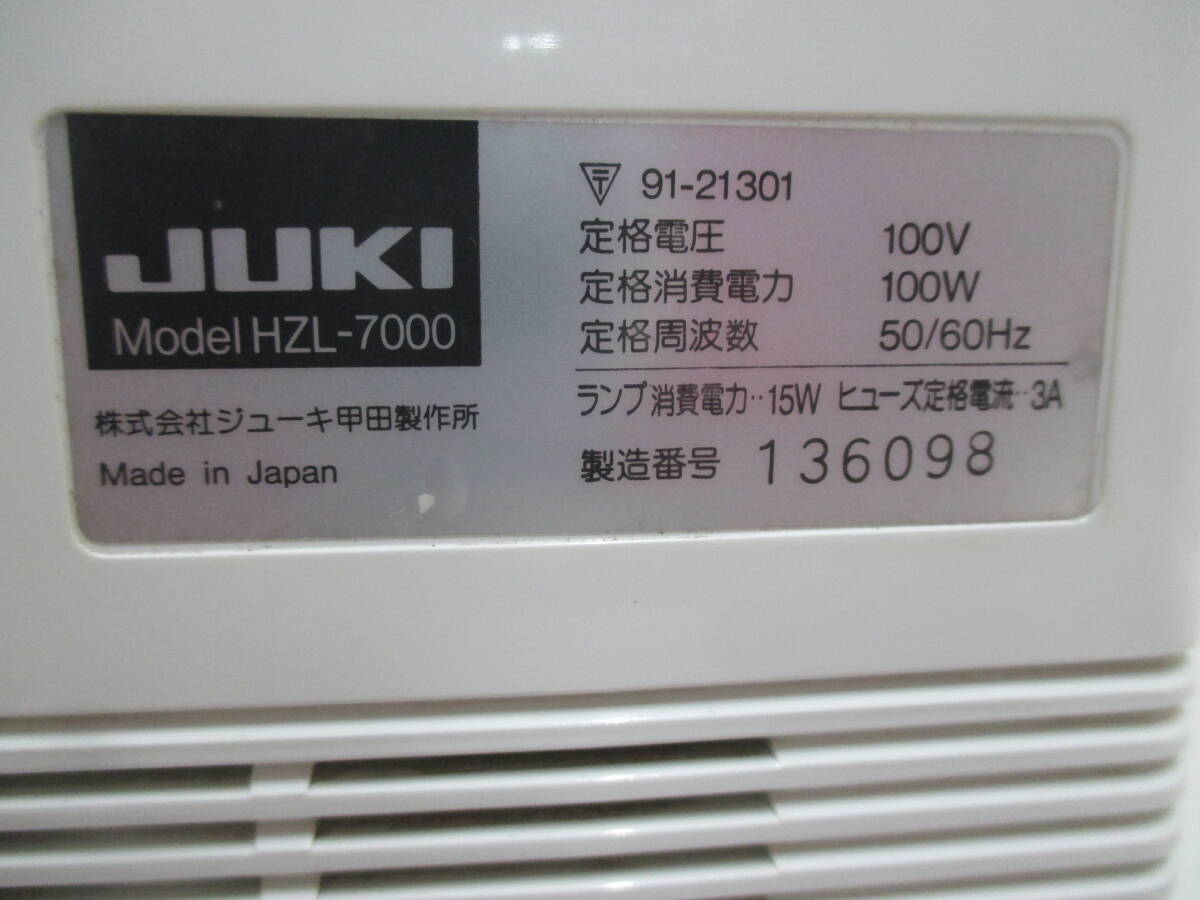 JUKI
Model HZL-7000
株式会社ジューキ甲田製作所
Made in Japan
〒 91-21301
定格電圧 100V
定格消費電力 100W
定格周波数 50/60Hz
ランプ消費電力‥15W ヒューズ定格電流‥3A
製造番号 136098